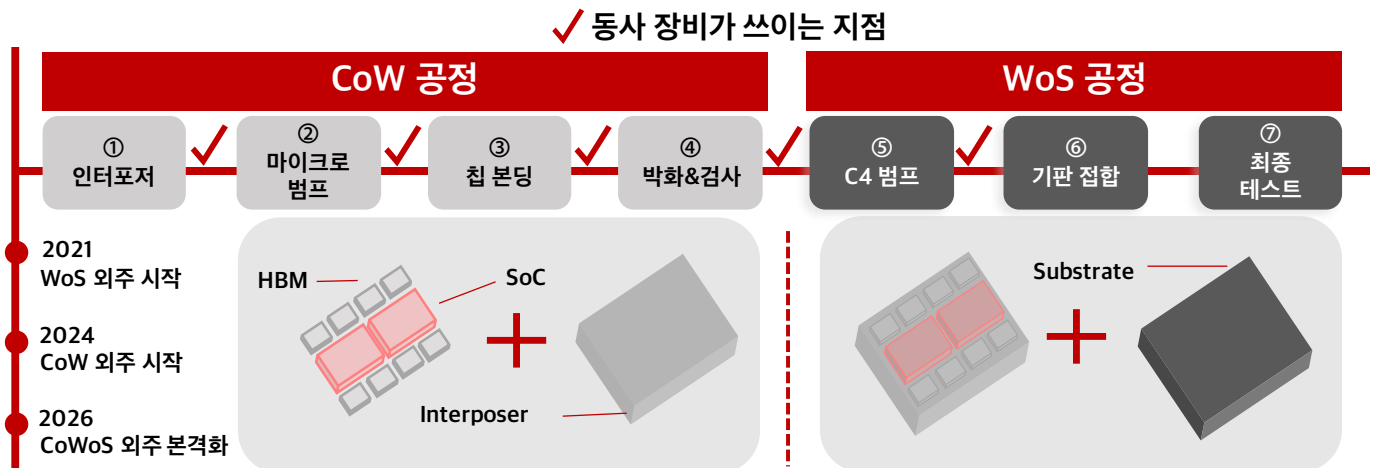 동사 장비가 쓰이는 지점
CoW 공정
WoS 공정
①
인터포저
②
마이크로
범프
③
칩 본딩
④
박화&검사
⑤
C4 범프
⑥
기판 접합
⑦
최종
테스트
2021
WoS 외주 시작
2024
CoW 외주 시작
2026
CoWoS 외주 본격화
HBM
SoC
Interposer
Substrate